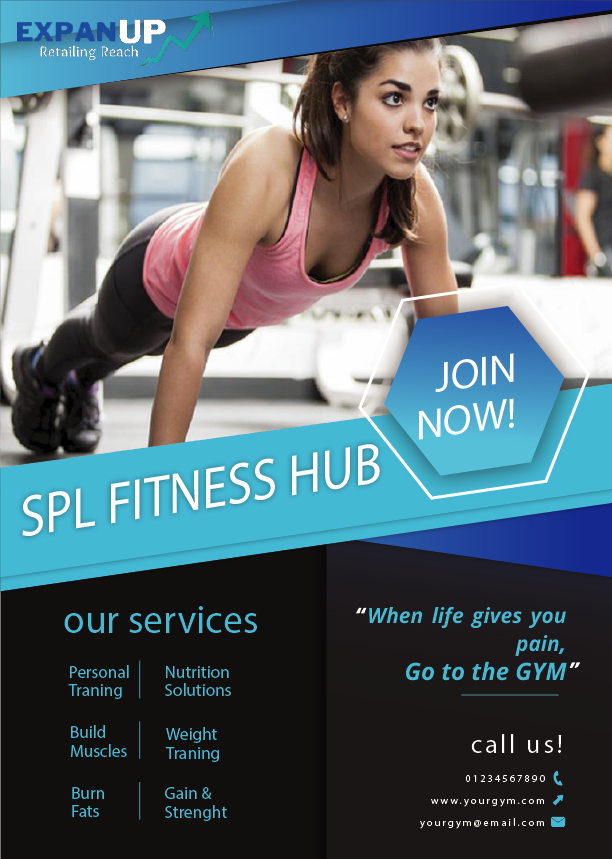 EXPANUP
Retailing Reach
JOIN
NOW!
SPL FITNESS HUB
our services
Personal
Traning
Nutrition
Solutions
Build
Muscles
Weight
Traning
Burn
Fats
Gain &
Strenght
“When life gives you
pain,
Go to the GYM”
call us!
01234567890
www.yourgym.com
yourgym@email.com